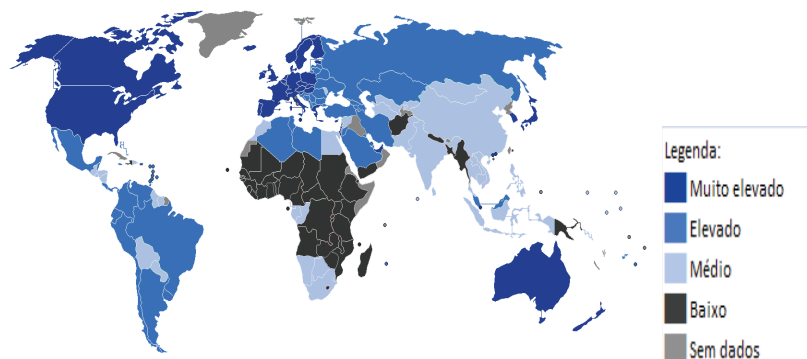 Legenda:
Muito elevado
Elevado
Médio
Baixo
Sem dados